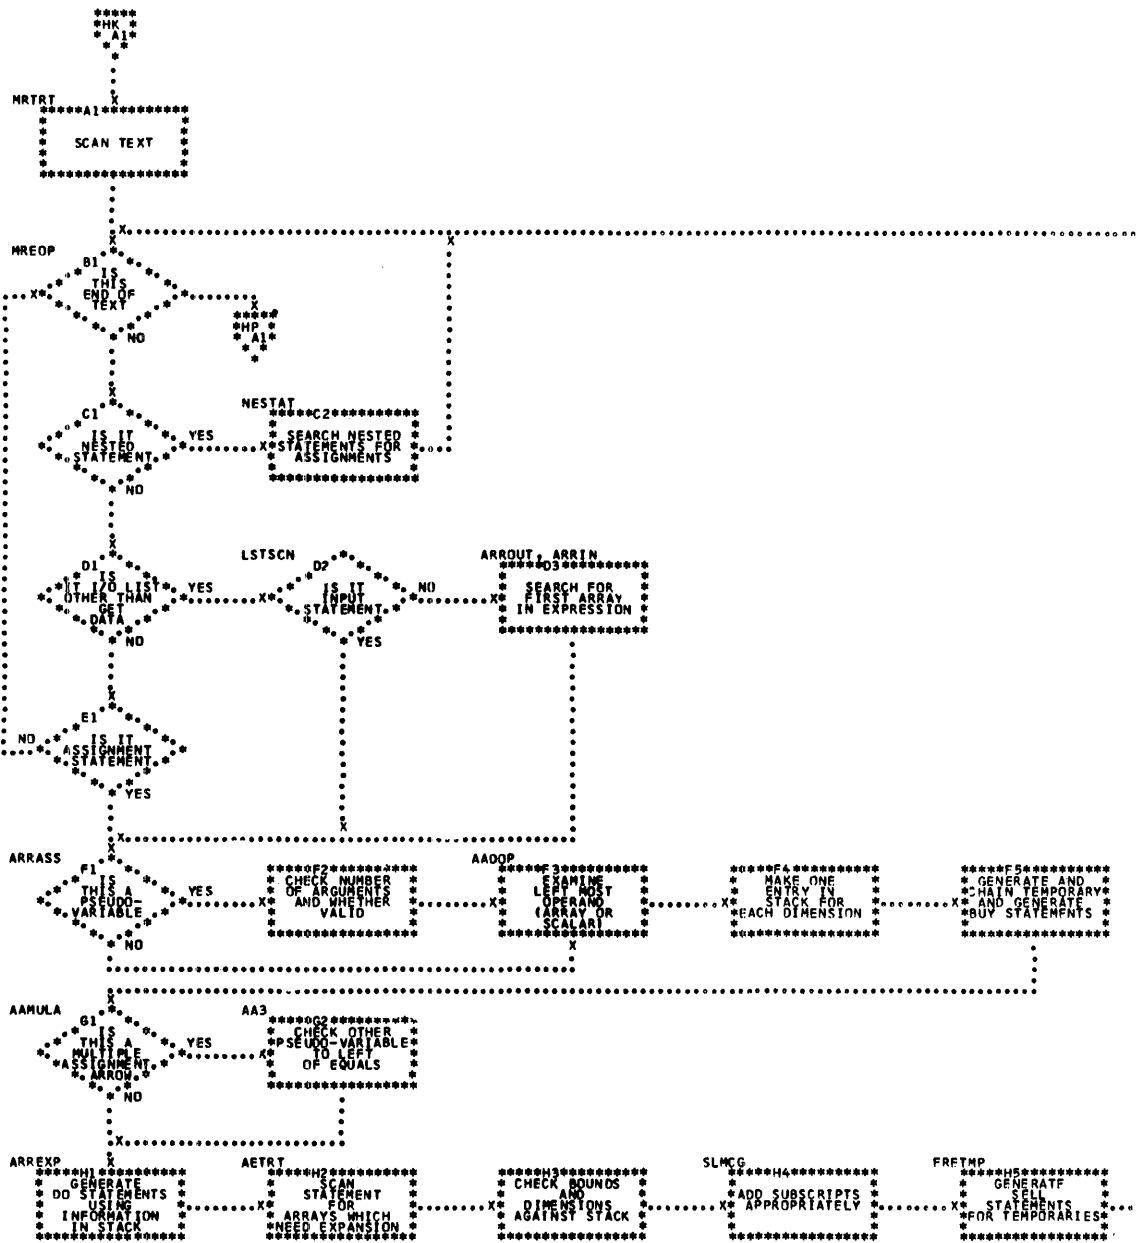 HK
A1
MRTRT
A1
SCAN TEXT
MREOP
B1
IS
THIS
END OF
TEXT
NO
HP
A1
NESTAT
C1
IS IT
NESTED
STATEMENT
YES
NO
C2
SEARCH NESTED
STATEMENTS FOR
ASSIGNMENTS
LSTSCN
ARROUT, ARRIN
D1
IS
IT I/O LIST
OTHER THAN
GET
DATA
YES
NO
D2
IS IT
INPUT
STATEMENT
NO
YES
D3
SEARCH FOR
FIRST ARRAY
IN EXPRESSION
E1
IS IT
ASSIGNMENT
STATEMENT
NO
YES
ARRASS
F1
IS
THIS A
PSEUDO-
VARIABLE
YES
NO
F2
CHECK NUMBER
OF ARGUMENTS
AND WHETHER
VALID
AADOP
F3
EXAMINE
LEFT MOST
OPERAND
(ARRAY OR
SCALAR)
F4
MAKE ONE
ENTRY IN
STACK FOR
EACH DIMENSION
F5
GENERATE AND
CHAIN TEMPORARY
AND GENERATE
BUY STATEMENTS
AAMULA
G1
IS
THIS A
MULTIPLE
ASSIGNMENT
ARROW
YES
NO
AA3
G2
CHECK OTHER
PSEUDO-VARIABLE
TO LEFT
OF EQUALS
ARREXP
H1
GENERATE
DO STATEMENTS
USING
INFORMATION
IN STACK
AETRT
H2
SCAN
STATEMENT
FOR
ARRAYS WHICH
NEED EXPANSION
H3
CHECK BOUNDS
AND
DIMENSIONS
AGAINST STACK
SLMCG
H4
ADD SUBSCRIPTS
APPROPRIATELY
FRETMP
H5
GENERATE
SELL
STATEMENTS
FOR TEMPORARIES